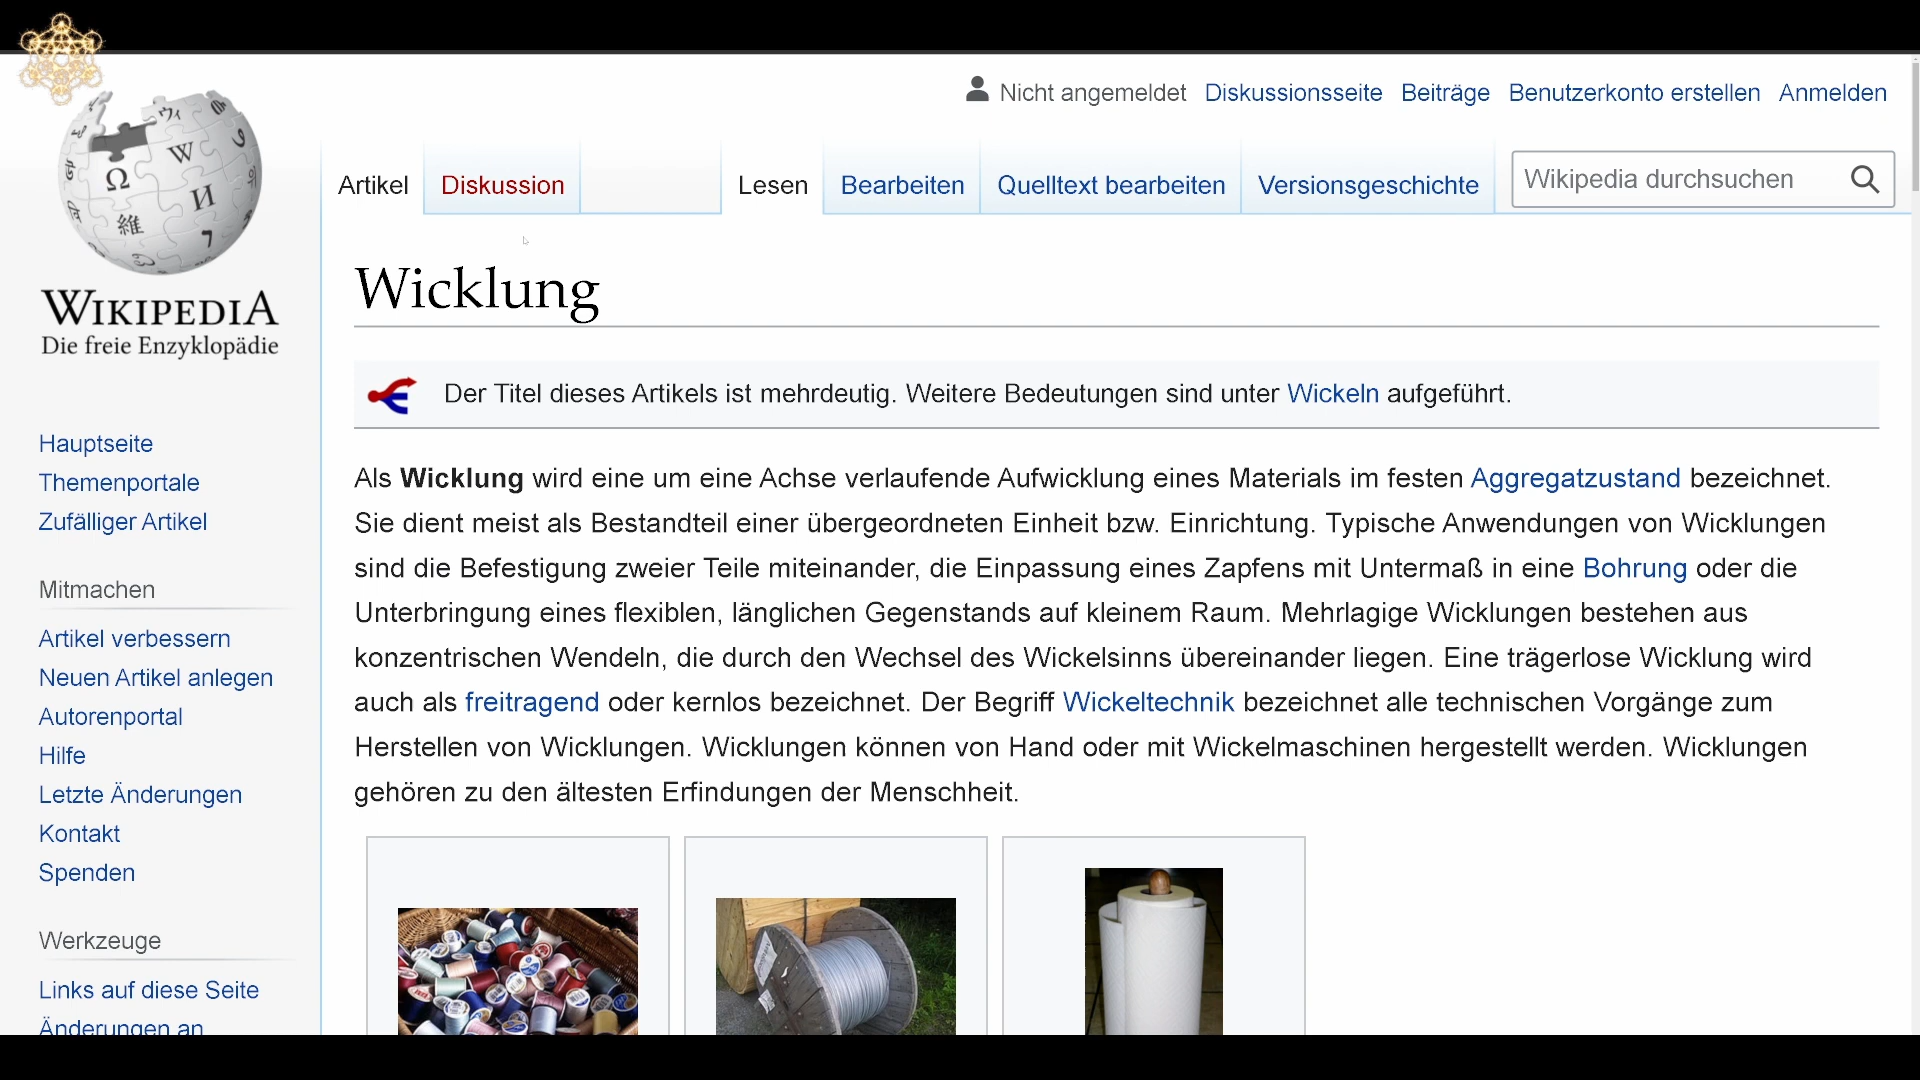 Nicht angemeldet Diskussionsseite Beiträge Benutzerkonto erstellen Anmelden
Artikel Diskussion Lesen Bearbeiten Quelltext bearbeiten Versionsgeschichte Wikipedia durchsuchen
WIKIPEDIA
Die freie Enzyklopädie
Hauptseite
Themenportale
Zufälliger Artikel
Mitmachen
Artikel verbessern
Neuen Artikel anlegen
Autorenportal
Hilfe
Letzte Änderungen
Kontakt
Spenden
Werkzeuge
Links auf diese Seite
Änderungen an
Wicklung
Der Titel dieses Artikels ist mehrdeutig. Weitere Bedeutungen sind unter Wickeln aufgeführt.
Als Wicklung wird eine um eine Achse verlaufende Aufwicklung eines Materials im festen Aggregatzustand bezeichnet.
Sie dient meist als Bestandteil einer übergeordneten Einheit bzw. Einrichtung. Typische Anwendungen von Wicklungen
sind die Befestigung zweier Teile miteinander, die Einpassung eines Zapfens mit Untermaß in eine Bohrung oder die
Unterbringung eines flexiblen, länglichen Gegenstands auf kleinem Raum. Mehrlagige Wicklungen bestehen aus
konzentrischen Wendeln, die durch den Wechsel des Wickelsinns übereinander liegen. Eine trägerlose Wicklung wird
auch als freitragend oder kernlos bezeichnet. Der Begriff Wickeltechnik bezeichnet alle technischen Vorgänge zum
Herstellen von Wicklungen. Wicklungen können von Hand oder mit Wickelmaschinen hergestellt werden. Wicklungen
gehören zu den ältesten Erfindungen der Menschheit.